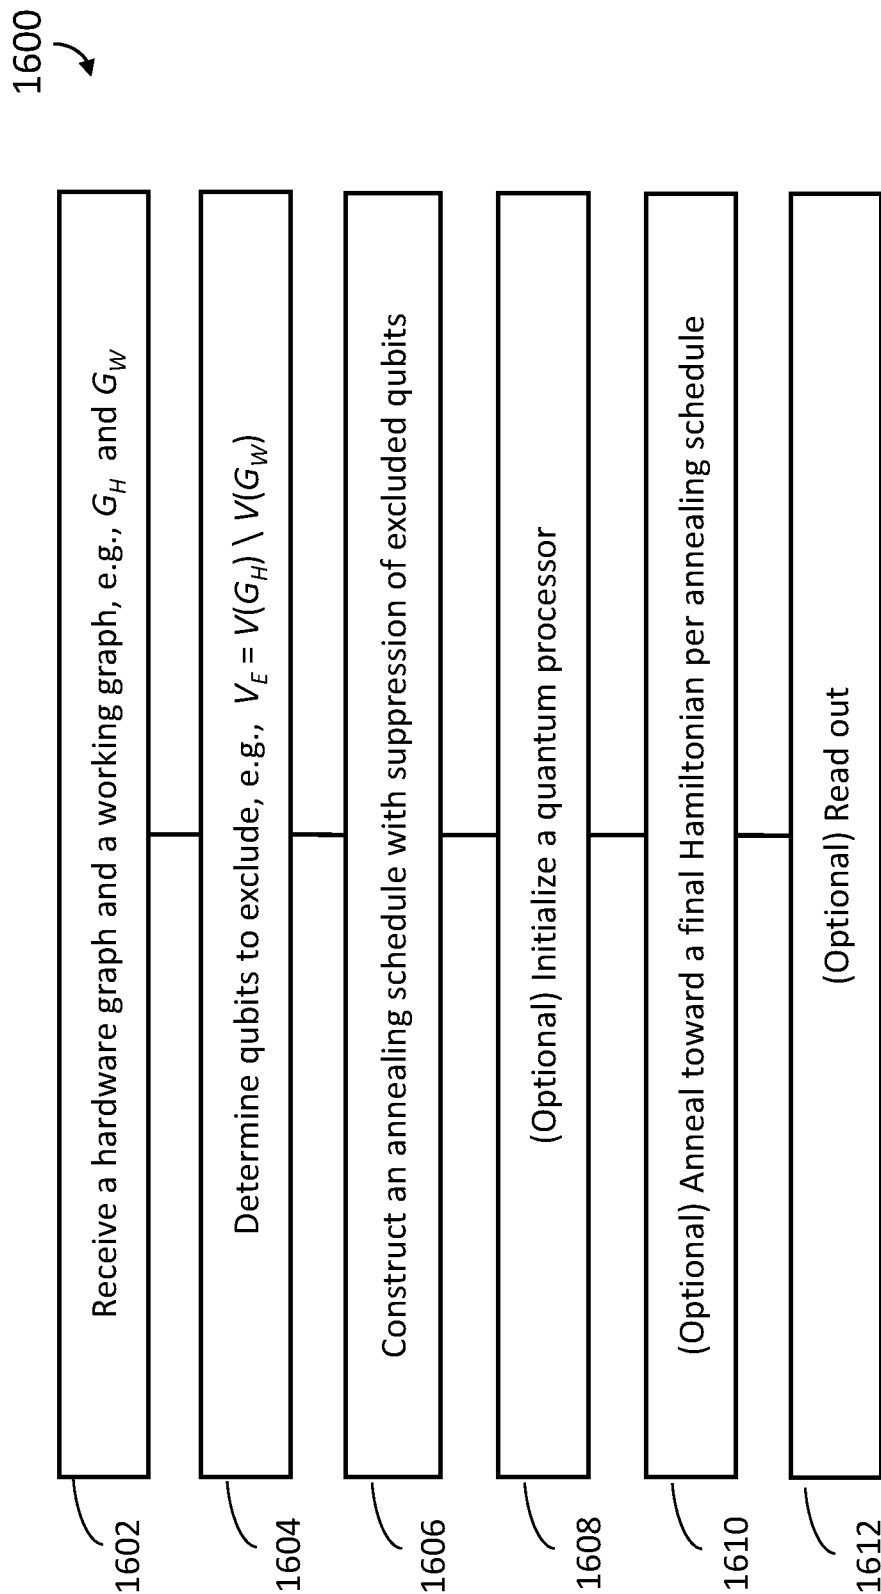 1600
1602
Receive a hardware graph and a working graph, e.g., G_H and G_W
1604
Determine qubits to exclude, e.g., V_E = V(G_H) \ V(G_W)
1606
Construct an annealing schedule with suppression of excluded qubits
1608
(Optional) Initialize a quantum processor
1610
(Optional) Anneal toward a final Hamiltonian per annealing schedule
1612
(Optional) Read out